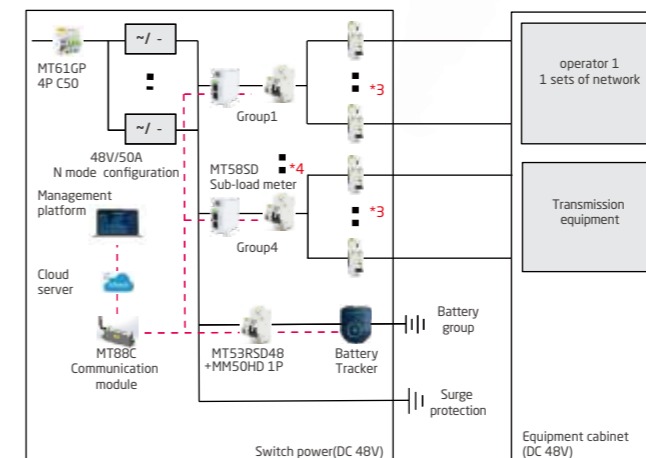 ~/ -
MT61GP
4P C50
~/ -
48V/50A
N mode configuration
Group1
*3
MT58SD
Sub-load meter
*4
*3
Group4
Management
platform
Cloud
server
MT88C
Communication
module
MT53RSD48
+MM50HD 1P
Battery
Tracker
Battery
group
Surge
protection
Switch power(DC 48V)
operator 1
1 sets of network
Transmission
equipment
Equipment cabinet
(DC 48V)